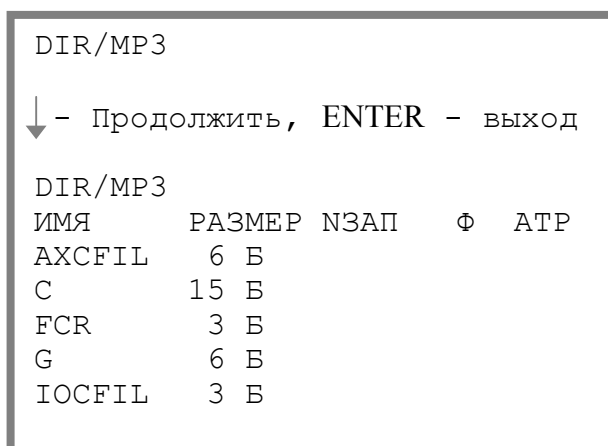 DIR/MP3
- Продолжить, ENTER - выход
DIR/MP3
ИМЯ РАЗМЕР NЗАП Ф АТР
AXCFIL 6 Б
C 15 Б
FCR 3 Б
G 6 Б
IOCFIL 3 Б